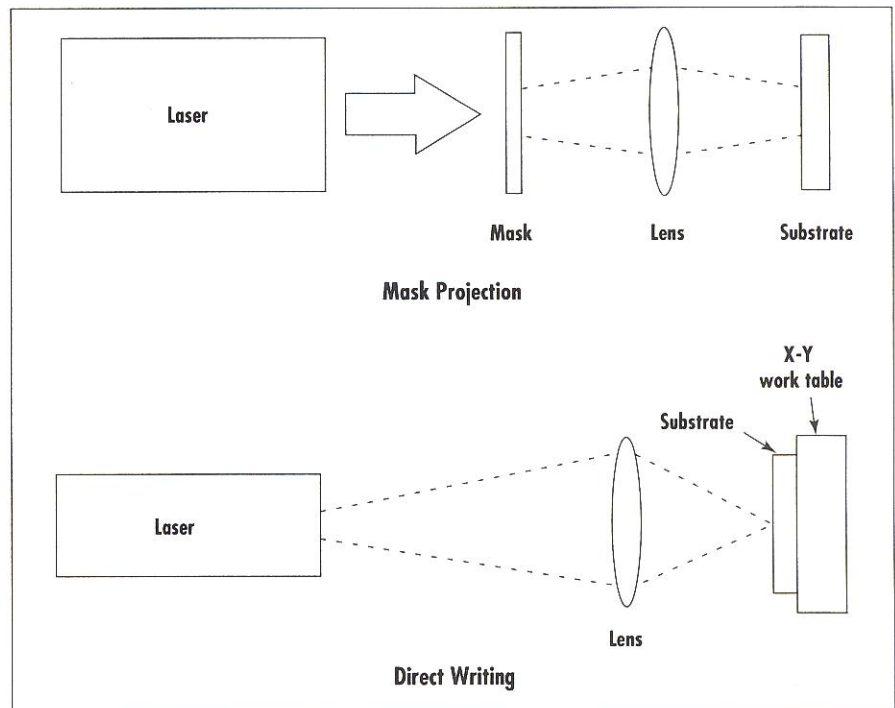 Laser
Mask
Lens
Substrate
Mask Projection
X-Y
work table
Substrate
Laser
Lens
Direct Writing